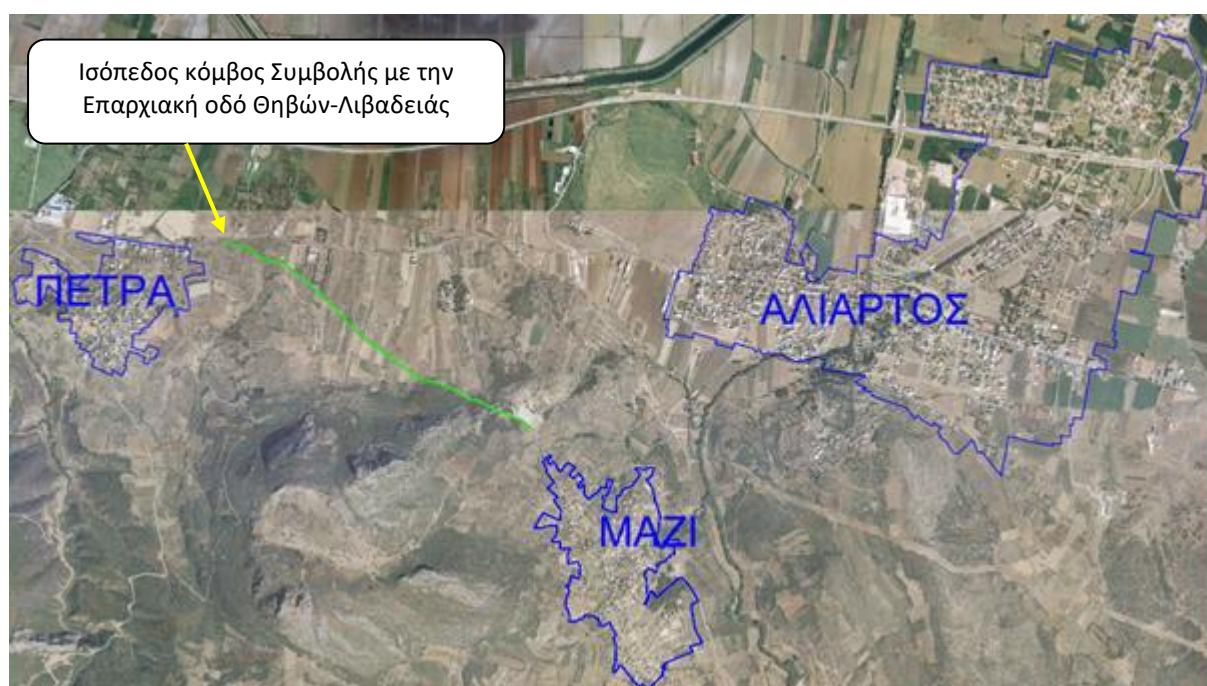 Ισόπεδος κόμβος Συμβολής με την
Επαρχιακή οδό Θηβών-Λιβαδειάς
ΠΕΤΡΑ
ΑΛΙΑΡΤΟΣ
ΜΑΖΙ